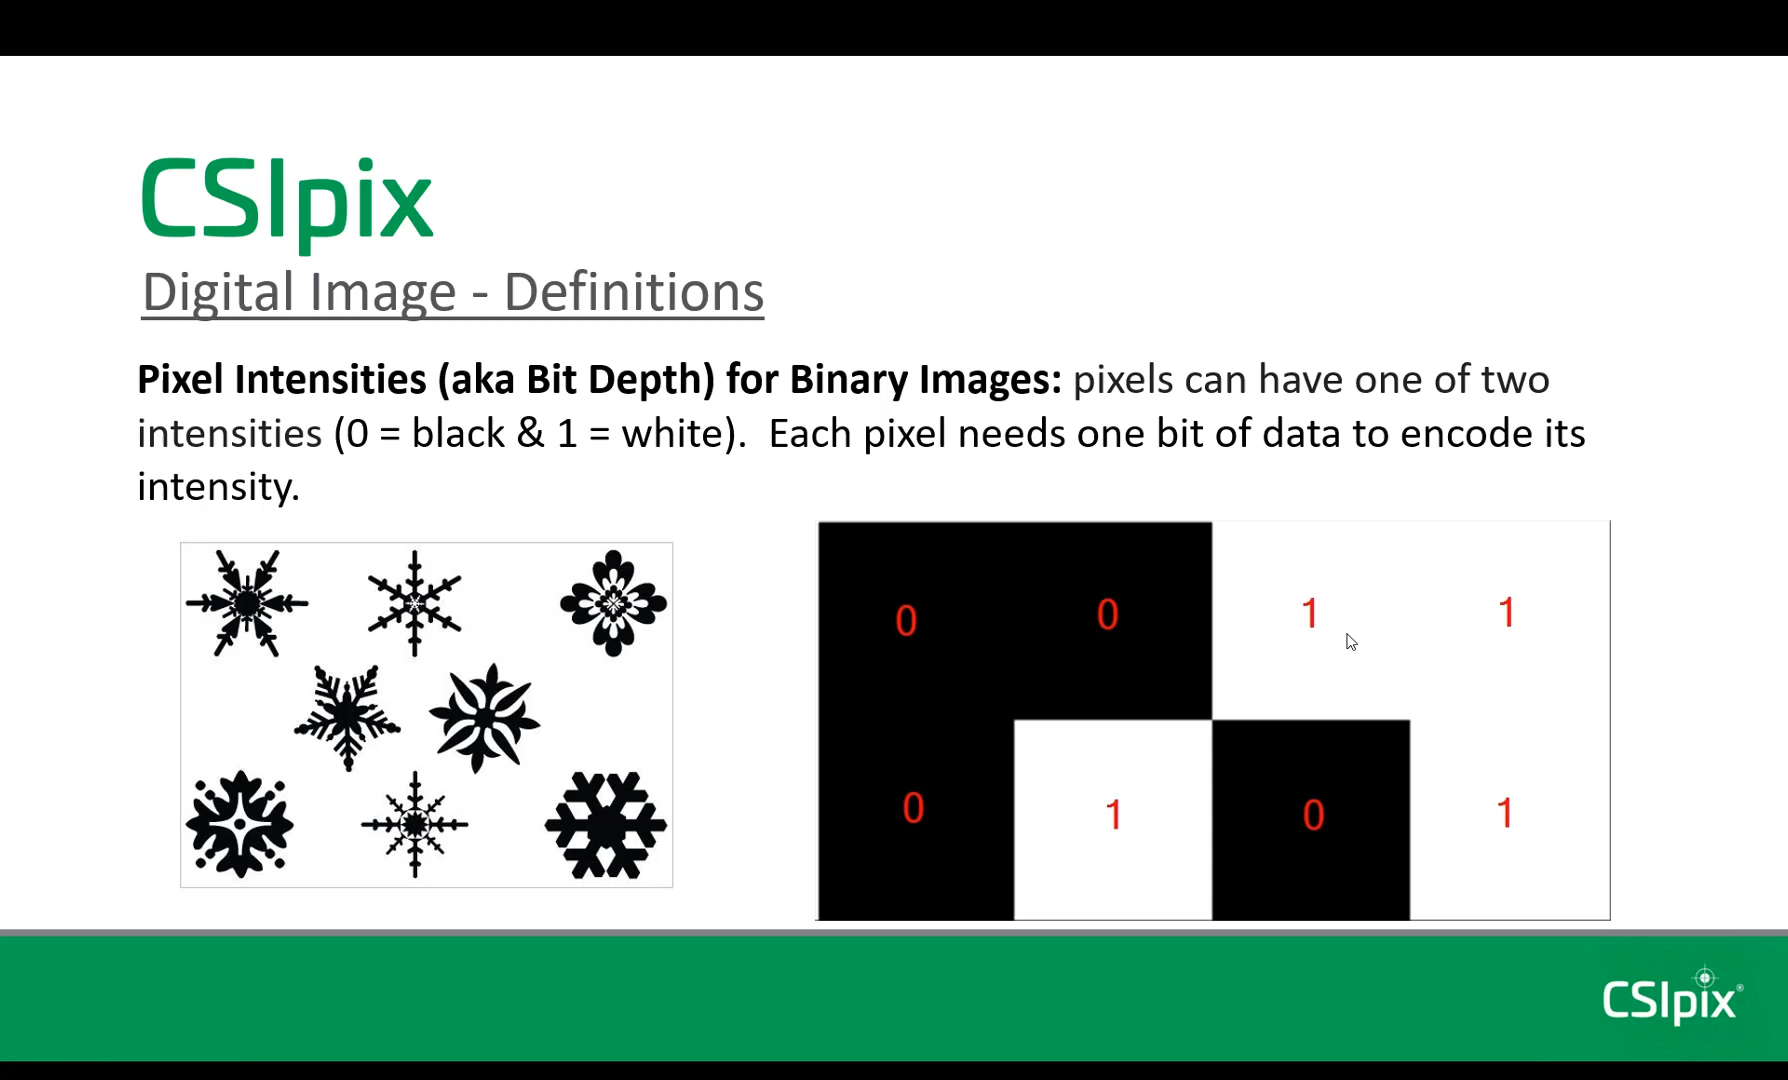 CSIpix
Digital Image - Definitions
Pixel Intensities (aka Bit Depth) for Binary Images: pixels can have one of two
intensities (0 = black & 1 = white).  Each pixel needs one bit of data to encode its
intensity.
0 0 1 1
0 1 0 1
CSIpix®